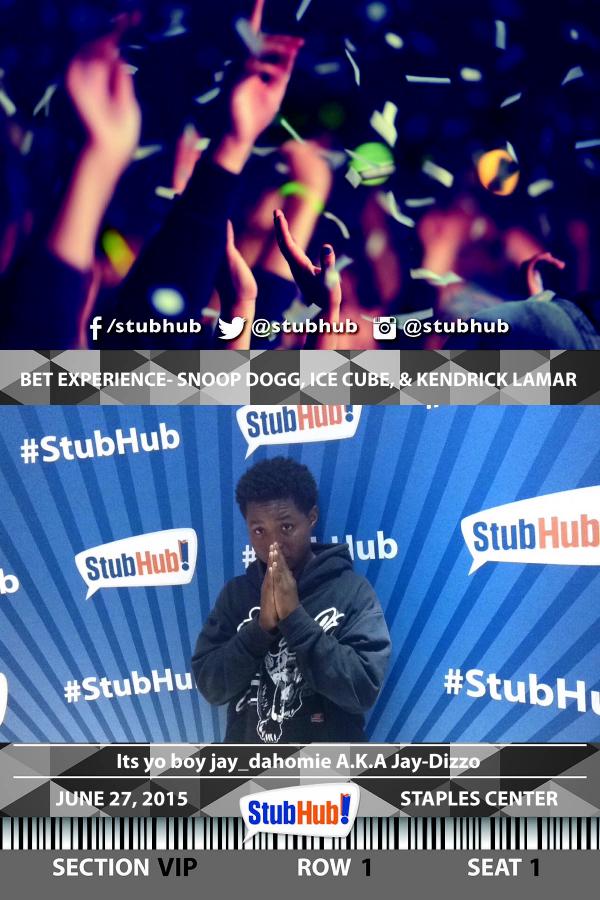 /stubhub @stubhub @stubhub
BET EXPERIENCE- SNOOP DOGG, ICE CUBE, & KENDRICK LAMAR
StubHub!
#StubHub
StubHub!
#StubHub
StubHub
b
#StubHu
#StubHu
Its yo boy jay_dahomie A.K.A Jay-Dizzo
JUNE 27, 2015
StubHub!
STAPLES CENTER
SECTION VIP ROW 1 SEAT 1